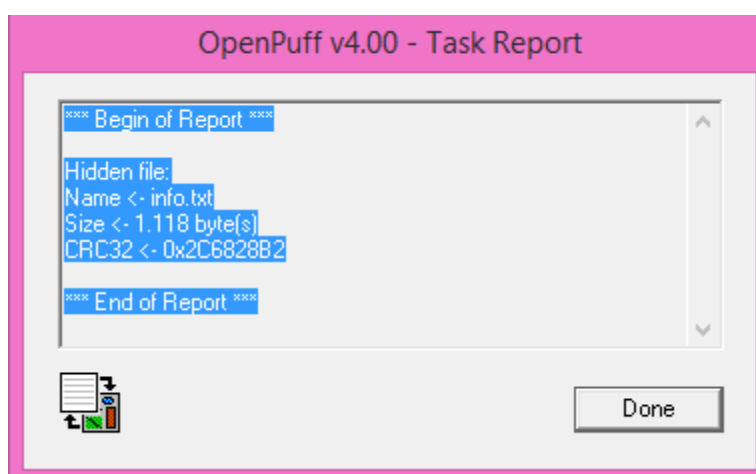 OpenPuff v4.00 - Task Report
*** Begin of Report ***
Hidden file:
Name <- info.txt
Size <- 1.118 byte(s)
CRC32 <- 0x2C6828B2
*** End of Report ***
Done